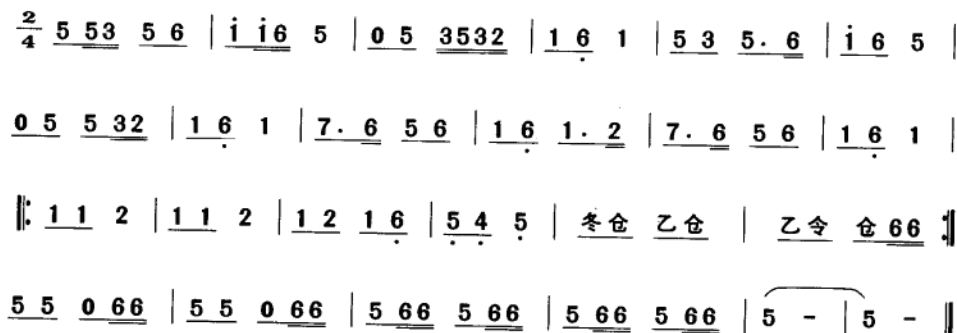 2/4 5 53 5 6 | i i6 5 | 0 5 3532 | 1 6 1 | 5 3 5. 6 | i 6 5 |
0 5 5 32 | 1 6 1 | 7. 6 5 6 | 1 6 1. 2 | 7. 6 5 6 | 1 6 1 |
‖: 1 1 2 | 1 1 2 | 1 2 1 6 | 5 4 5 | 冬仓 乙仓 | 乙令 仓 66 :‖
5 5 0 66 | 5 5 0 66 | 5 66 5 66 | 5 66 5 66 | 5 - | 5 - ‖